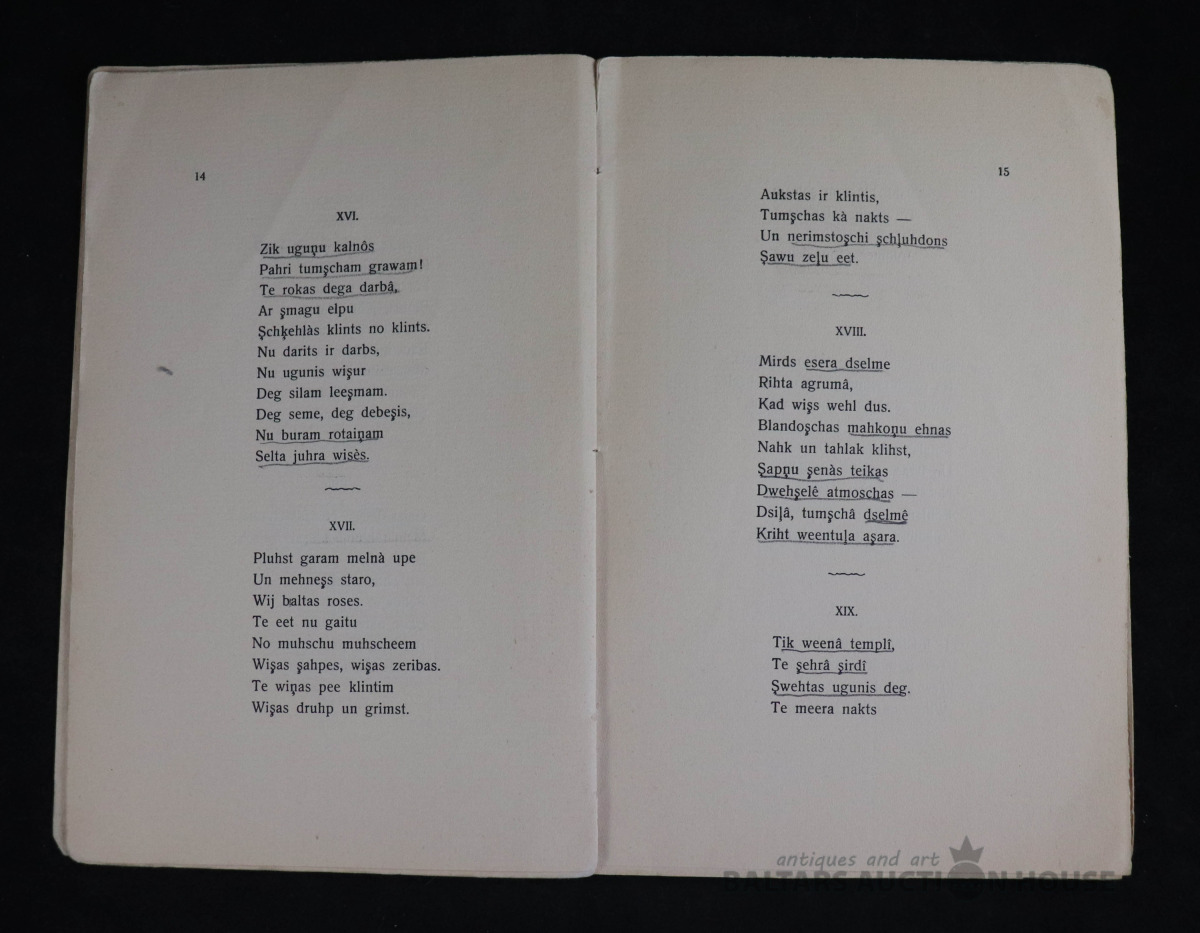 14
XVI.
Zik uguņu kalnôs
Pahri tumşcham grawam!
Te rokas dega darbâ,
Ar şmagu elpu
Şchķehlàs klints no klints.
Nu darits ir darbs,
Nu ugunis wişur
Deg silam leeşmam.
Deg seme, deg debeşis,
Nu buram rotaiņam
Selta juhra wisès.
XVII.
Pluhst garam melnà upe
Un mehneşs staro,
Wij baltas roses.
Te eet nu gaitu
No muhschu muhscheem
Wişas şahpes, wişas zeribas.
Te wiņas pee klintim
Wişas druhp un grimst.
15
Aukstas ir klintis,
Tumşchas kà nakts —
Un nerimstoşchi şchļuhdons
Şawu zeļu eet.
XVIII.
Mirds esera dselme
Rihta agrumâ,
Kad wişs wehl dus.
Blandoşchas mahkoņu ehnas
Nahk un tahlak klihst,
Şapņu şenàs teikas
Dwehşelê atmoschas —
Dsiļâ, tumşchâ dselmê
Kriht weentuļa aşara.
XIX.
Tik weenâ templî,
Te şehrâ şirdî
Şwehtas ugunis deg.
Te meera nakts
antiques and art
BALTARS AUCTION HOUSE